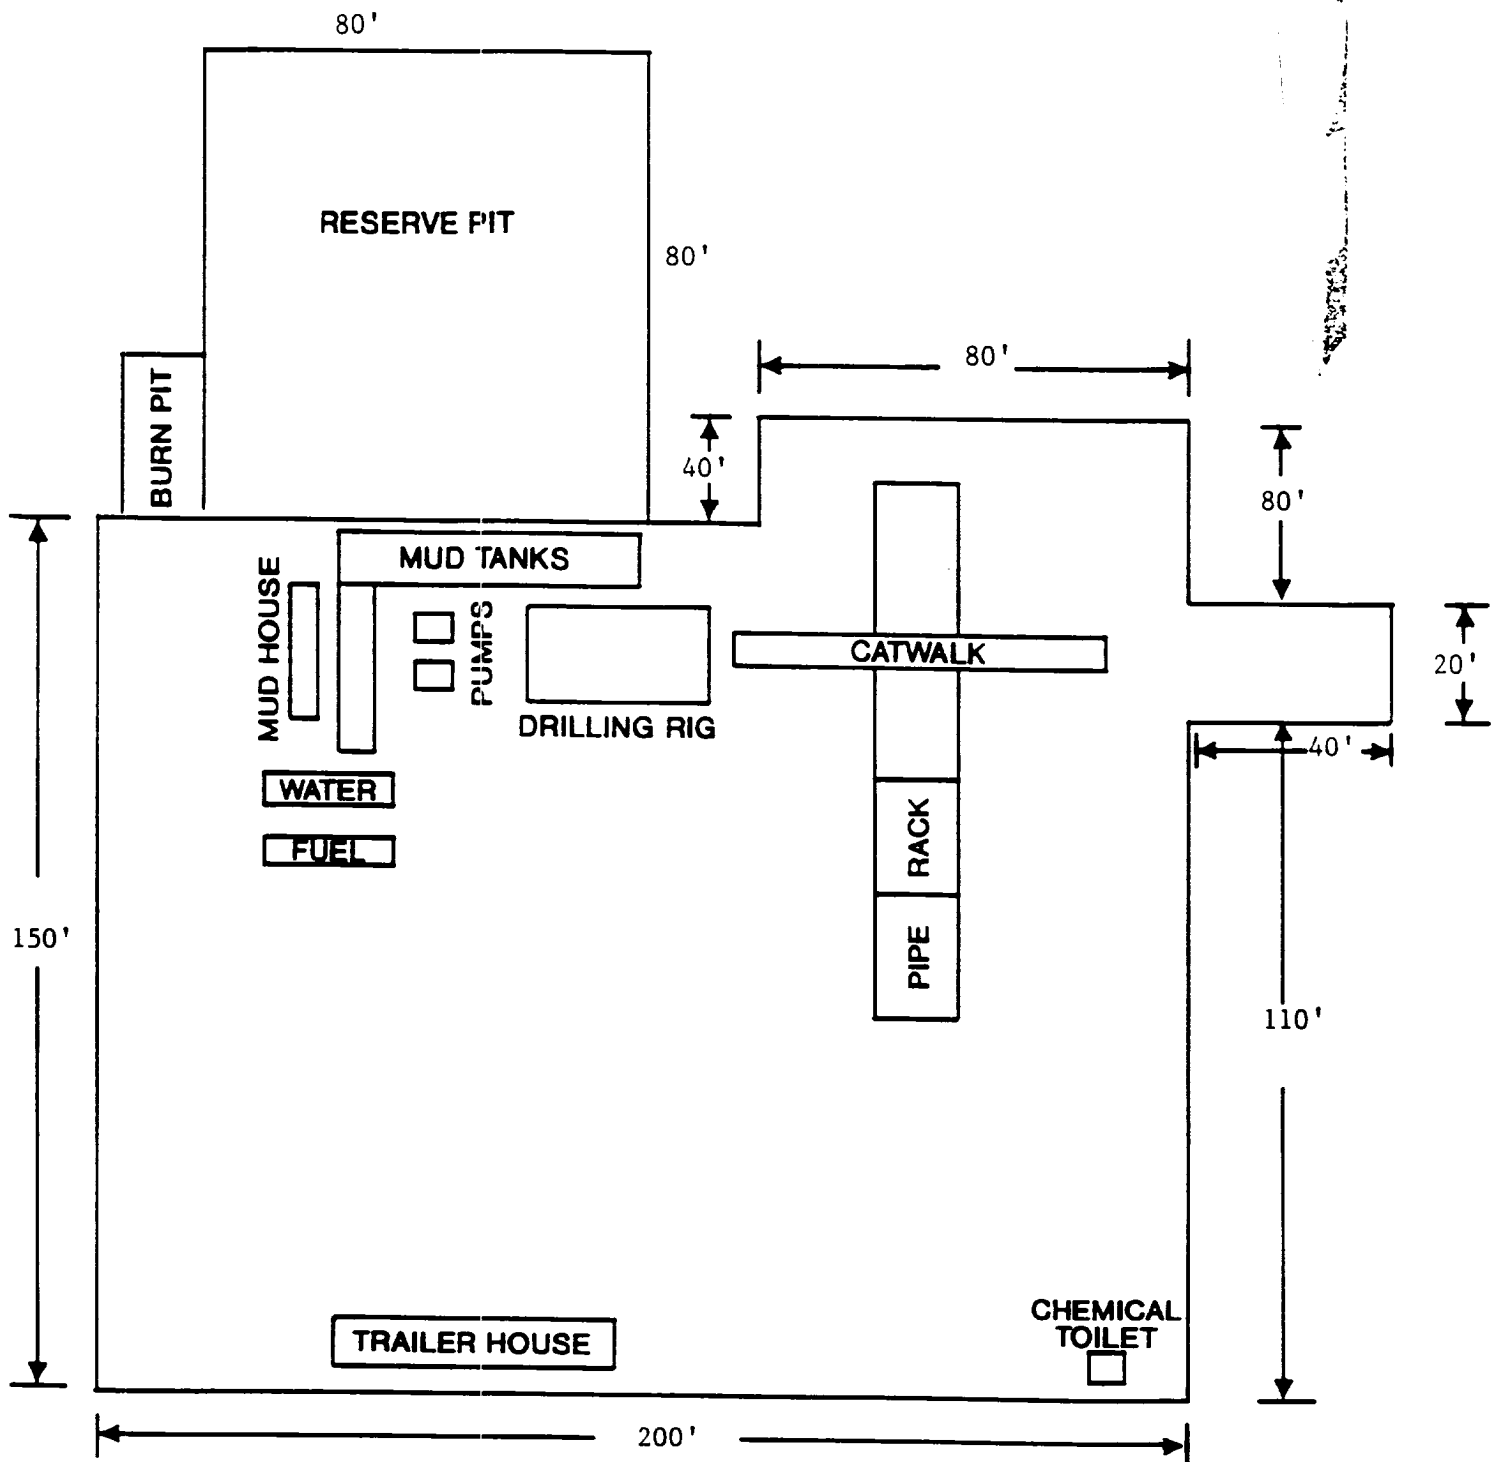 80'
RESERVE PIT
80'
80'
BURN PIT
40'
80'
MUD TANKS
MUD HOUSE
PUMPS
CATWALK
20'
DRILLING RIG
40'
WATER
RACK
FUEL
150'
PIPE
110'
CHEMICAL
TOILET
TRAILER HOUSE
200'